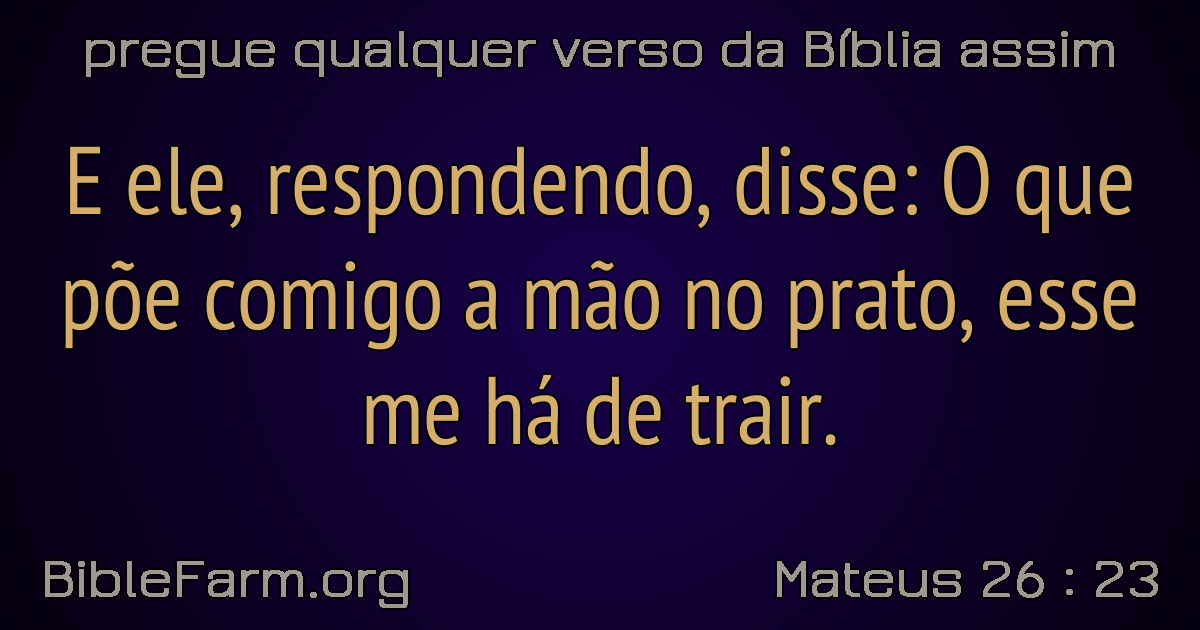 pregue qualquer verso da Bíblia assim
E ele, respondendo, disse: O que
põe comigo a mão no prato, esse
me há de trair.
BibleFarm.org
Mateus 26 : 23